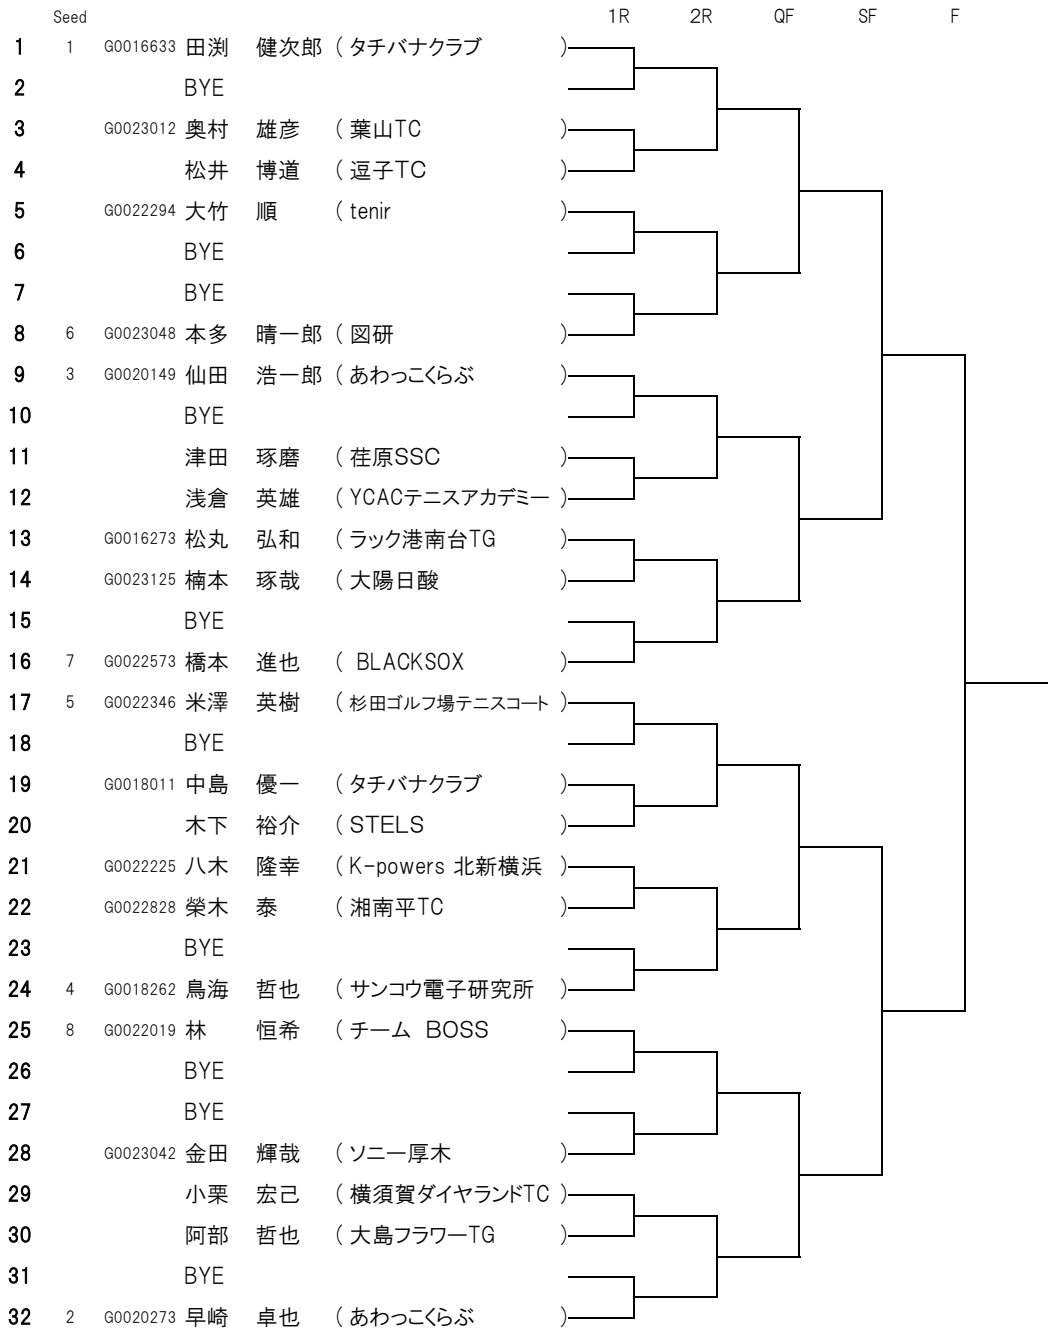 Seed 1R 2R QF SF F
1 1 G0016633 田渕 健次郎 ( タチバナクラブ )
2 BYE
3 G0023012 奥村 雄彦 ( 葉山TC )
4 松井 博道 ( 逗子TC )
5 G0022294 大竹 順 ( tenir )
6 BYE
7 BYE
8 6 G0023048 本多 晴一郎 ( 図研 )
9 3 G0020149 仙田 浩一郎 ( あわっこくらぶ )
10 BYE
11 津田 琢磨 ( 荏原SSC )
12 浅倉 英雄 ( YCACテニスアカデミー )
13 G0016273 松丸 弘和 ( ラック港南台TG )
14 G0023125 楠本 琢哉 ( 大陽日酸 )
15 BYE
16 7 G0022573 橋本 進也 ( BLACKSOX )
17 5 G0022346 米澤 英樹 ( 杉田ゴルフ場テニスコート )
18 BYE
19 G0018011 中島 優一 ( タチバナクラブ )
20 木下 裕介 ( STELS )
21 G0022225 八木 隆幸 ( K-powers 北新横浜 )
22 G0022828 榮木 泰 ( 湘南平TC )
23 BYE
24 4 G0018262 鳥海 哲也 ( サンコウ電子研究所 )
25 8 G0022019 林 恒希 ( チーム BOSS )
26 BYE
27 BYE
28 G0023042 金田 輝哉 ( ソニー厚木 )
29 小栗 宏己 ( 横須賀ダイヤランドTC )
30 阿部 哲也 ( 大島フラワーTG )
31 BYE
32 2 G0020273 早崎 卓也 ( あわっこくらぶ )